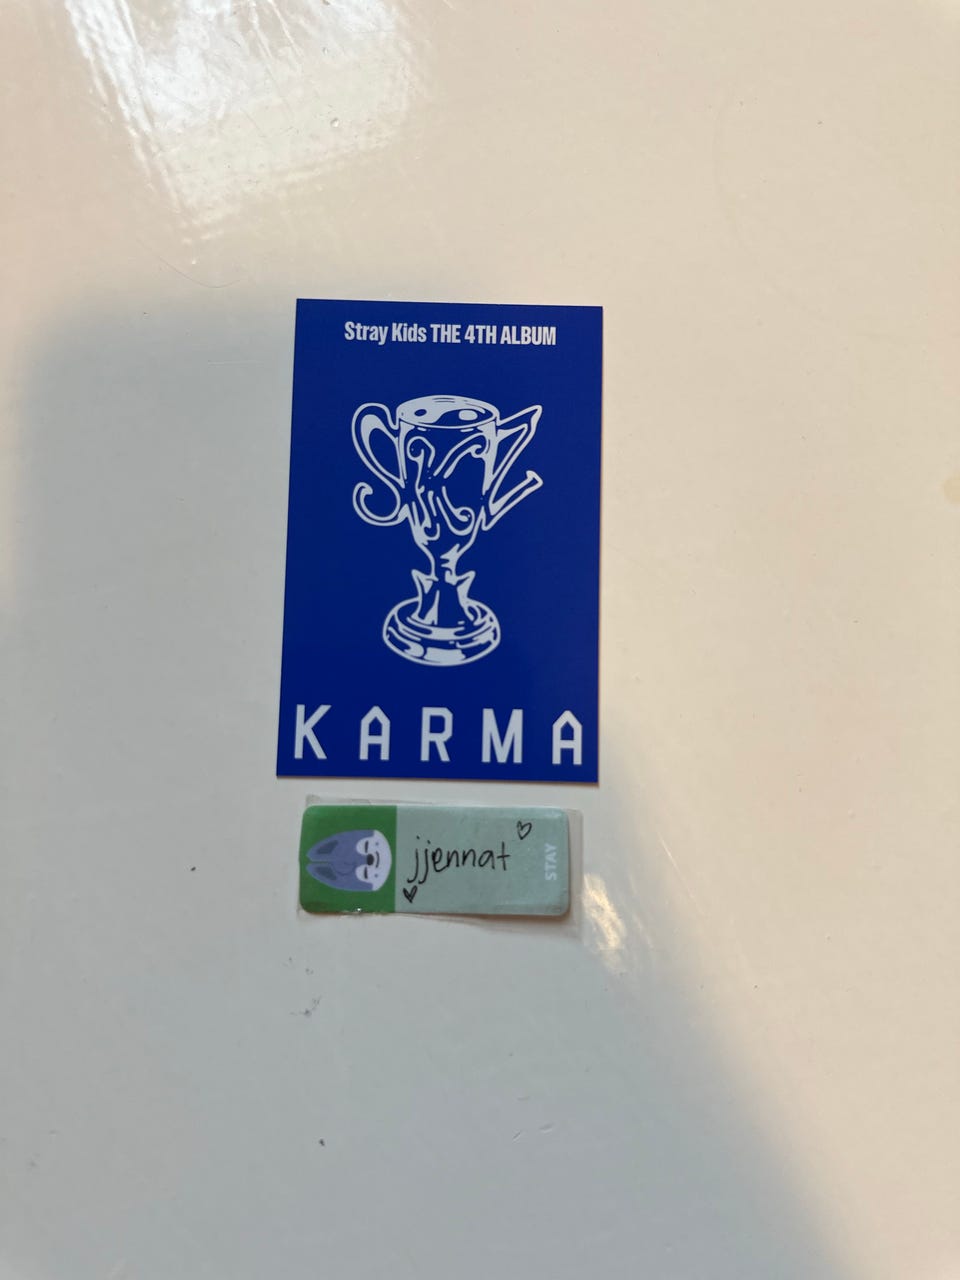 Stray Kids THE 4TH ALBUM
SKZ
KARMA
jjennat
STAY